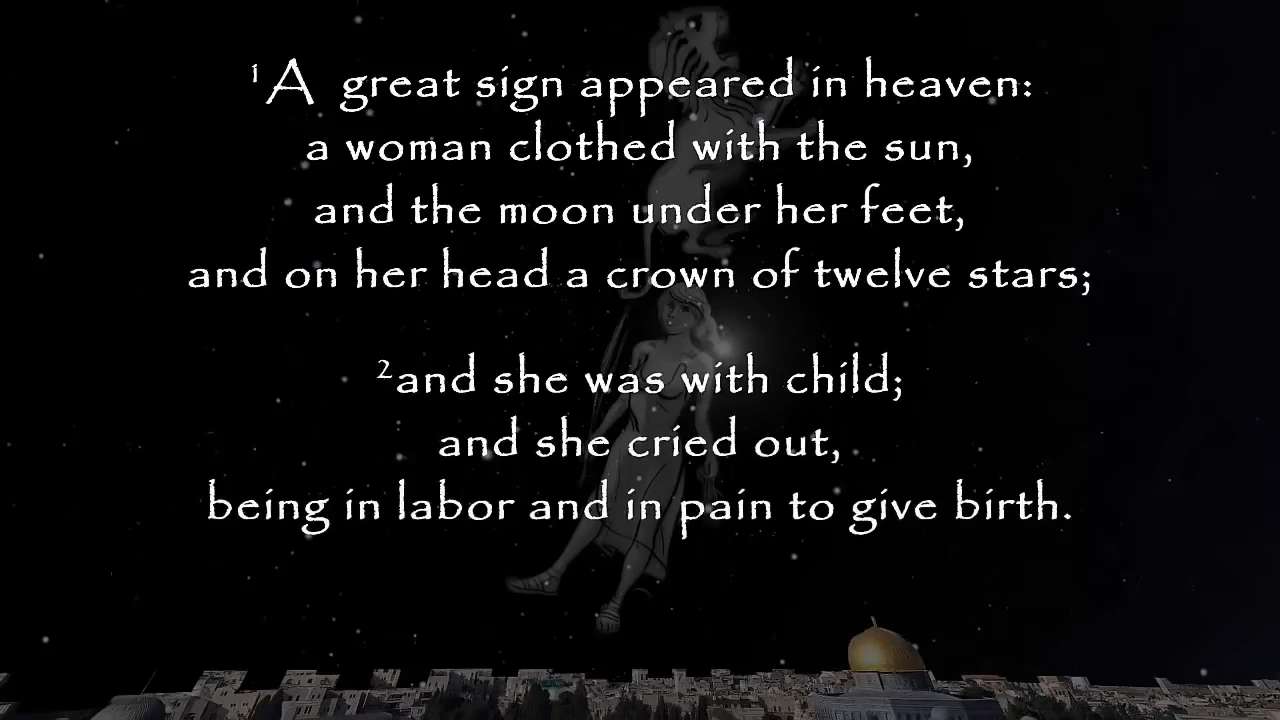 ¹A great sign appeared in heaven:
a woman clothed with the sun,
and the moon under her feet,
and on her head a crown of twelve stars;
²and she was with child;
and she cried out,
being in labor and in pain to give birth.